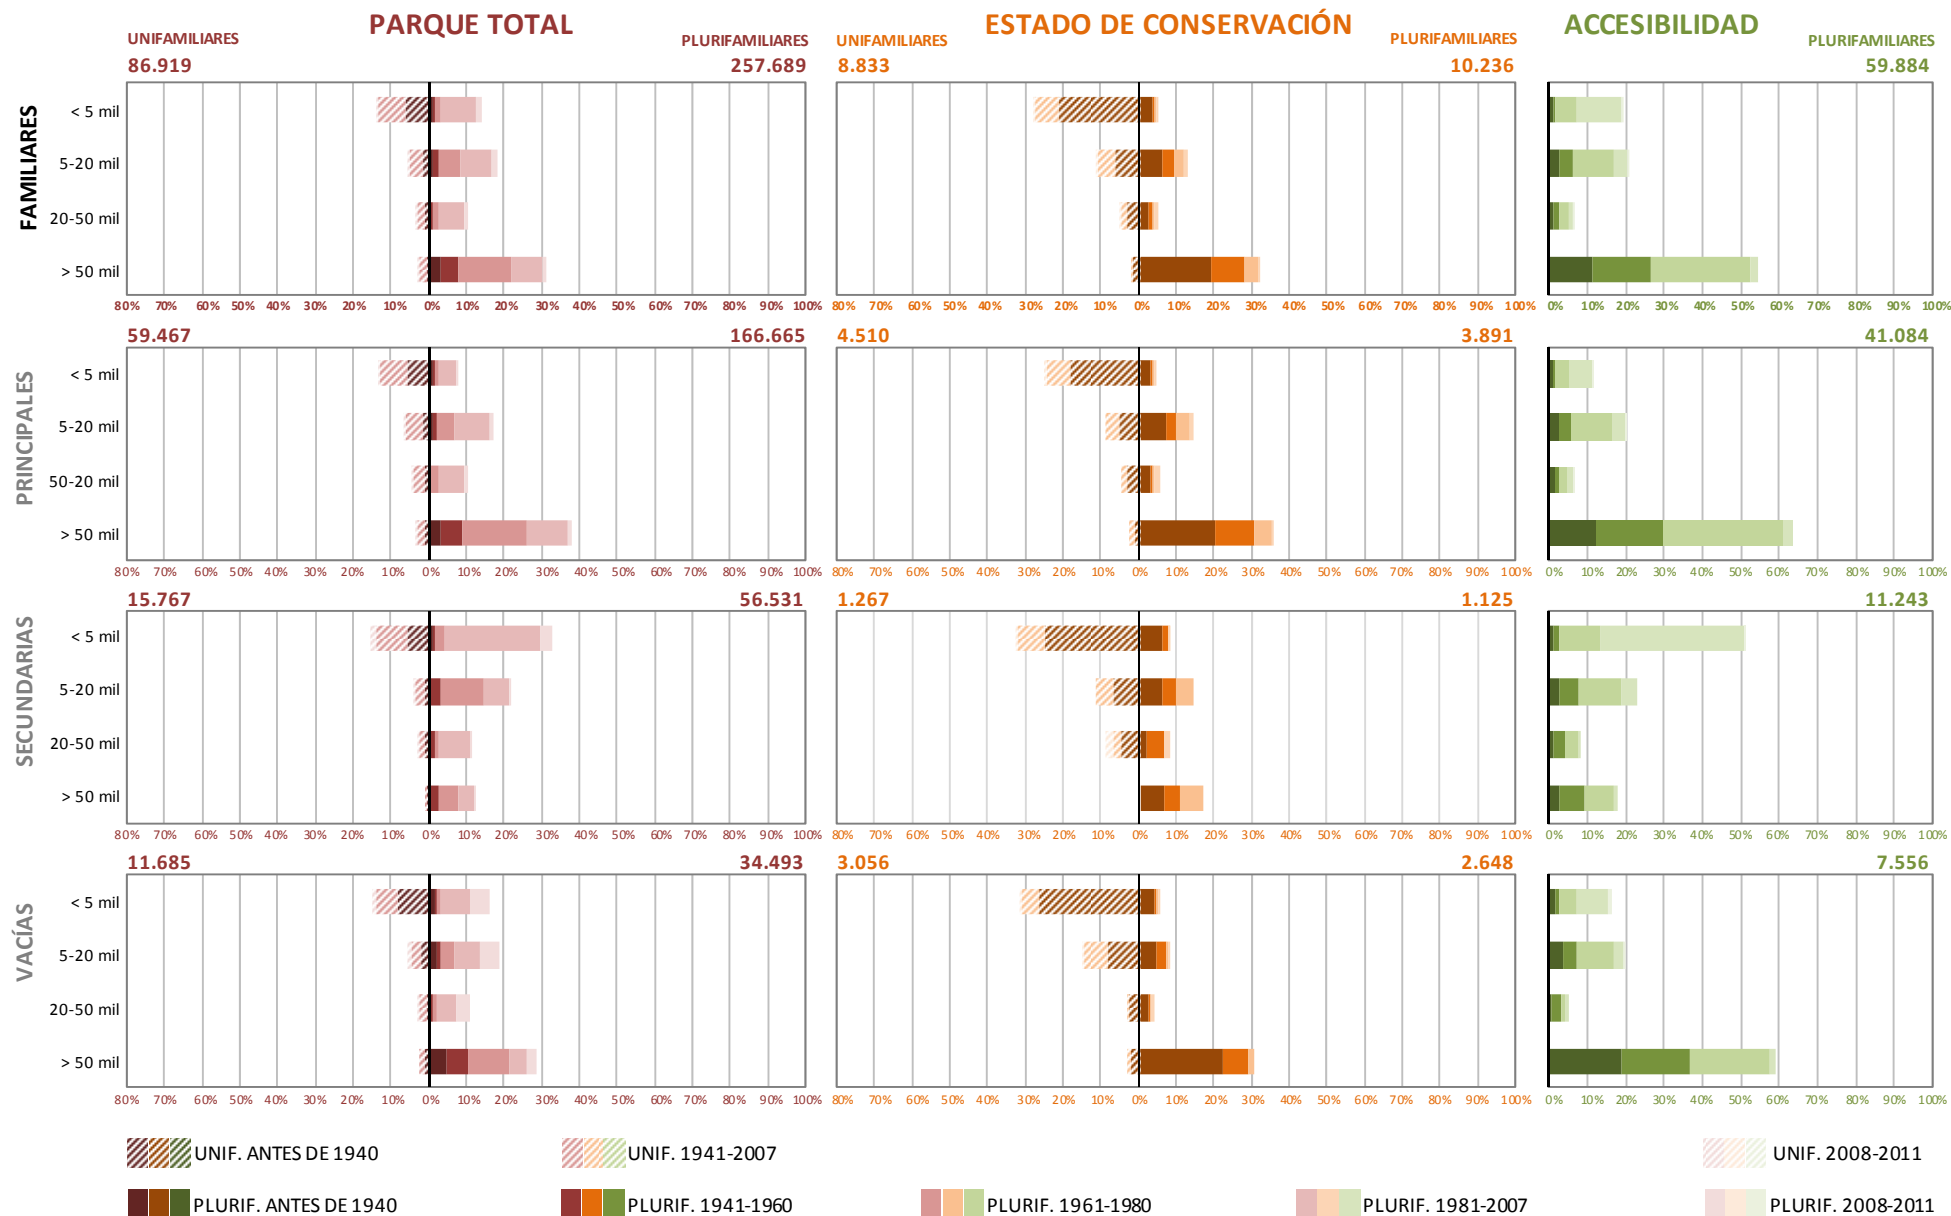 PARQUE TOTAL ESTADO DE CONSERVACIÓN ACCESIBILIDAD
UNIFAMILIARES PLURIFAMILIARES UNIFAMILIARES PLURIFAMILIARES PLURIFAMILIARES
86.919 257.689 8.833 10.236 59.884
FAMILIARES
< 5 mil
5-20 mil
20-50 mil
> 50 mil
80% 70% 60% 50% 40% 30% 20% 10% 0% 10% 20% 30% 40% 50% 60% 70% 80% 90% 100% 80% 70% 60% 50% 40% 30% 20% 10% 0% 10% 20% 30% 40% 50% 60% 70% 80% 90% 100% 0% 10% 20% 30% 40% 50% 60% 70% 80% 90% 100%
59.467 166.665 4.510 3.891 41.084
PRINCIPALES
< 5 mil
5-20 mil
50-20 mil
> 50 mil
80% 70% 60% 50% 40% 30% 20% 10% 0% 10% 20% 30% 40% 50% 60% 70% 80% 90% 100% 80% 70% 60% 50% 40% 30% 20% 10% 0% 10% 20% 30% 40% 50% 60% 70% 80% 90% 100% 0% 10% 20% 30% 40% 50% 60% 70% 80% 90% 100%
15.767 56.531 1.267 1.125 11.243
SECUNDARIAS
< 5 mil
5-20 mil
20-50 mil
> 50 mil
80% 70% 60% 50% 40% 30% 20% 10% 0% 10% 20% 30% 40% 50% 60% 70% 80% 90% 100% 80% 70% 60% 50% 40% 30% 20% 10% 0% 10% 20% 30% 40% 50% 60% 70% 80% 90% 100% 0% 10% 20% 30% 40% 50% 60% 70% 80% 90% 100%
11.685 34.493 3.056 2.648 7.556
VACÍAS
< 5 mil
5-20 mil
20-50 mil
> 50 mil
80% 70% 60% 50% 40% 30% 20% 10% 0% 10% 20% 30% 40% 50% 60% 70% 80% 90% 100% 80% 70% 60% 50% 40% 30% 20% 10% 0% 10% 20% 30% 40% 50% 60% 70% 80% 90% 100% 0% 10% 20% 30% 40% 50% 60% 70% 80% 90% 100%
UNIF. ANTES DE 1940 UNIF. 1941-2007 UNIF. 2008-2011
PLURIF. ANTES DE 1940 PLURIF. 1941-1960 PLURIF. 1961-1980 PLURIF. 1981-2007 PLURIF. 2008-2011